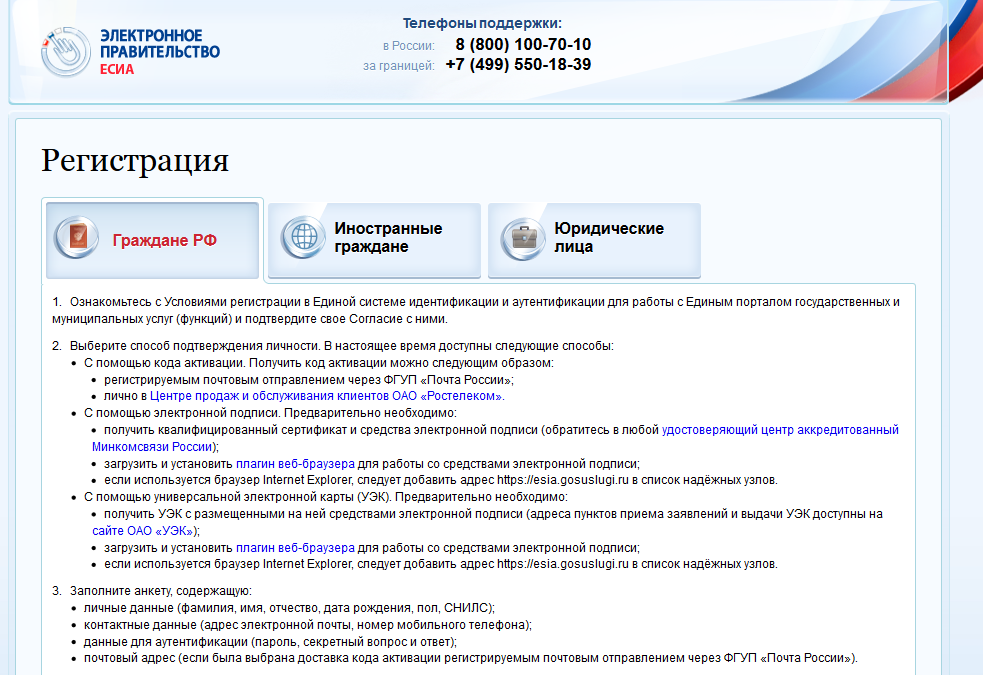 ЭЛЕКТРОННОЕ
ПРАВИТЕЛЬСТВО
ЕСИА
Телефоны поддержки:
в России: 8 (800) 100-70-10
за границей: +7 (499) 550-18-39
Регистрация
Граждане РФ
Иностранные
граждане
Юридические
лица
1. Ознакомьтесь с Условиями регистрации в Единой системе идентификации и аутентификации для работы с Единым порталом государственных и
муниципальных услуг (функций) и подтвердите свое Согласие с ними.
2. Выберите способ подтверждения личности. В настоящее время доступны следующие способы:
• С помощью кода активации. Получить код активации можно следующим образом:
• регистрируемым почтовым отправлением через ФГУП «Почта России»;
• лично в Центре продаж и обслуживания клиентов ОАО «Ростелеком».
• С помощью электронной подписи. Предварительно необходимо:
• получить квалифицированный сертификат и средства электронной подписи (обратитесь в любой удостоверяющий центр аккредитованный
Минкомсвязи России);
• загрузить и установить плагин веб-браузера для работы со средствами электронной подписи;
• если используется браузер Internet Explorer, следует добавить адрес https://esia.gosuslugi.ru в список надёжных узлов.
• С помощью универсальной электронной карты (УЭК). Предварительно необходимо:
• получить УЭК с размещенными на ней средствами электронной подписи (адреса пунктов приема заявлений и выдачи УЭК доступны на
сайте ОАО «УЭК»);
• загрузить и установить плагин веб-браузера для работы со средствами электронной подписи;
• если используется браузер Internet Explorer, следует добавить адрес https://esia.gosuslugi.ru в список надёжных узлов.
3. Заполните анкету, содержащую:
• личные данные (фамилия, имя, отчество, дата рождения, пол, СНИЛС);
• контактные данные (адрес электронной почты, номер мобильного телефона);
• данные для аутентификации (пароль, секретный вопрос и ответ);
• почтовый адрес (если была выбрана доставка кода активации регистрируемым почтовым отправлением через ФГУП «Почта России»).